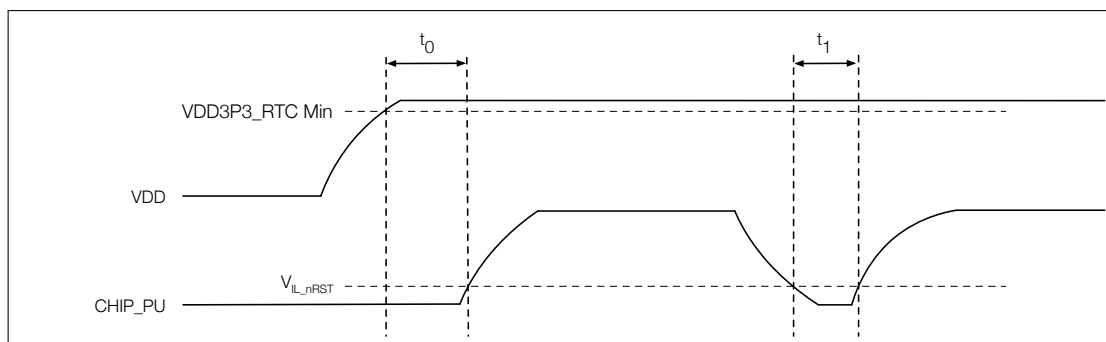 t0
t1
VDD3P3_RTC Min
VDD
VIL_nRST
CHIP_PU